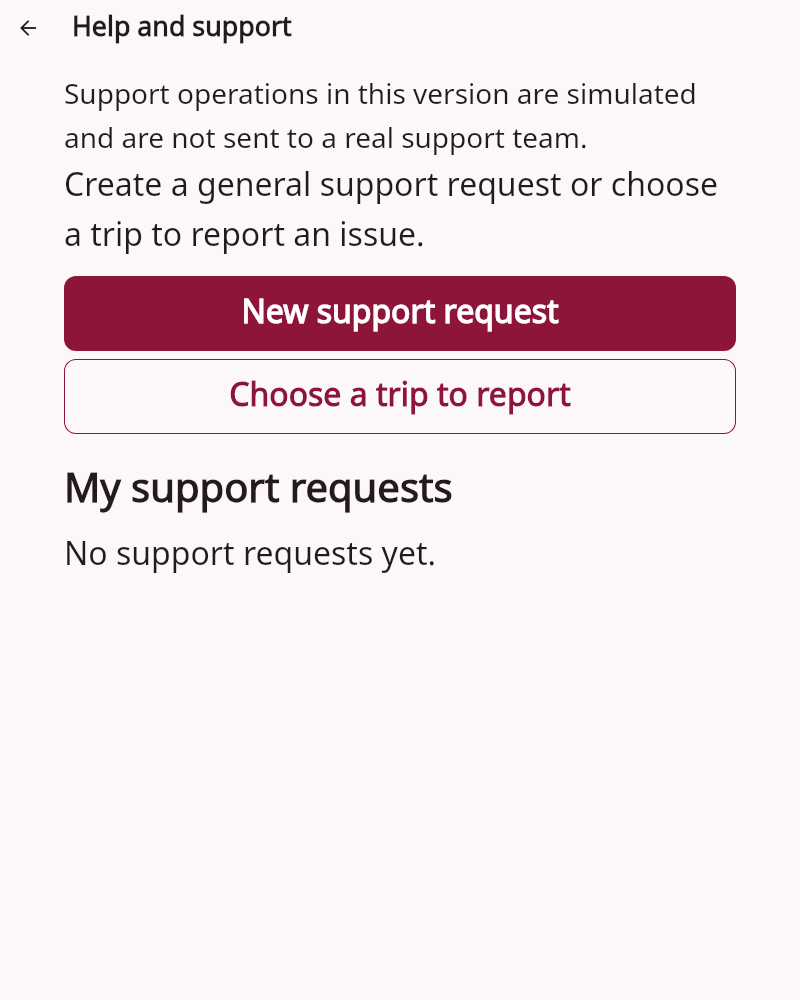 Help and support
Support operations in this version are simulated
and are not sent to a real support team.
Create a general support request or choose
a trip to report an issue.
New support request
Choose a trip to report
My support requests
No support requests yet.